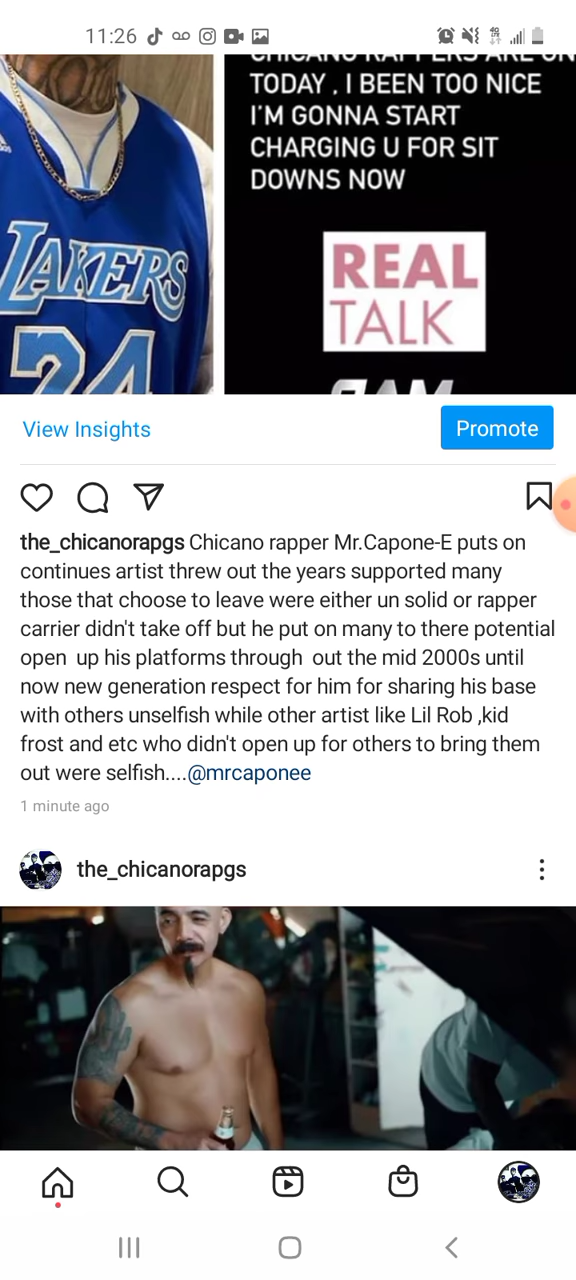 11:26
LAKERS
24
CHICANO RAPPERS ARE ON
TODAY , I BEEN TOO NICE
I'M GONNA START
CHARGING U FOR SIT
DOWNS NOW
REAL
TALK
View Insights
Promote
the_chicanorapgs Chicano rapper Mr.Capone-E puts on
continues artist threw out the years supported many
those that choose to leave were either un solid or rapper
carrier didn't take off but he put on many to there potential
open  up his platforms through  out the mid 2000s until
now new generation respect for him for sharing his base
with others unselfish while other artist like Lil Rob ,kid
frost and etc who didn't open up for others to bring them
out were selfish....@mrcaponee
1 minute ago
the_chicanorapgs